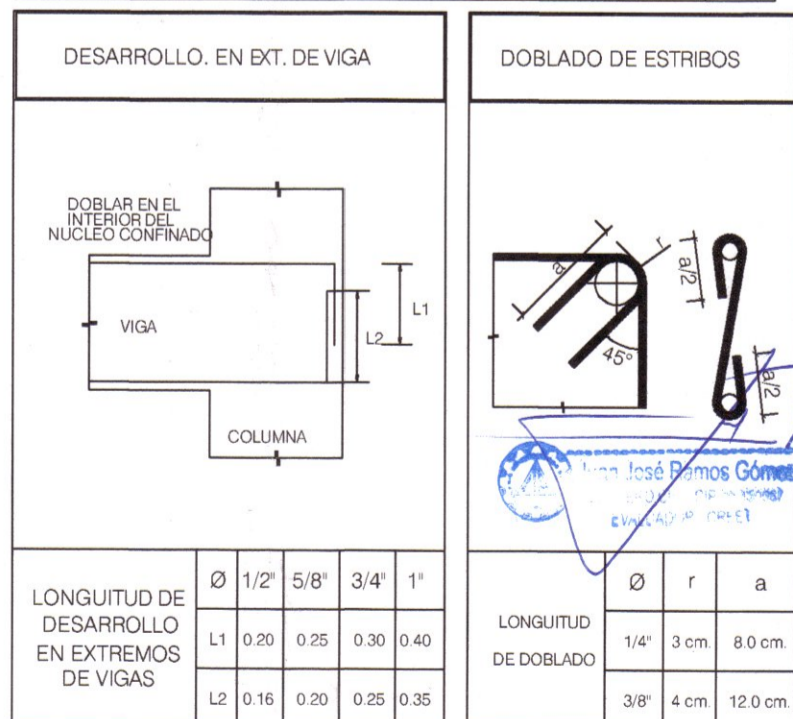 DESARROLLO. EN EXT. DE VIGA
DOBLAR EN EL
INTERIOR DEL
NUCLEO CONFINADO
VIGA
L1
L2
COLUMNA
LONGUITUD DE
DESARROLLO
EN EXTREMOS
DE VIGAS
Ø 1/2" 5/8" 3/4" 1"
L1 0.20 0.25 0.30 0.40
L2 0.16 0.20 0.25 0.35
DOBLADO DE ESTRIBOS
a
r
45°
a/2
a/2
Juan José Ramos Gómez
EVALUADOR
LONGUITUD
DE DOBLADO
Ø r a
1/4" 3 cm. 8.0 cm.
3/8" 4 cm. 12.0 cm.